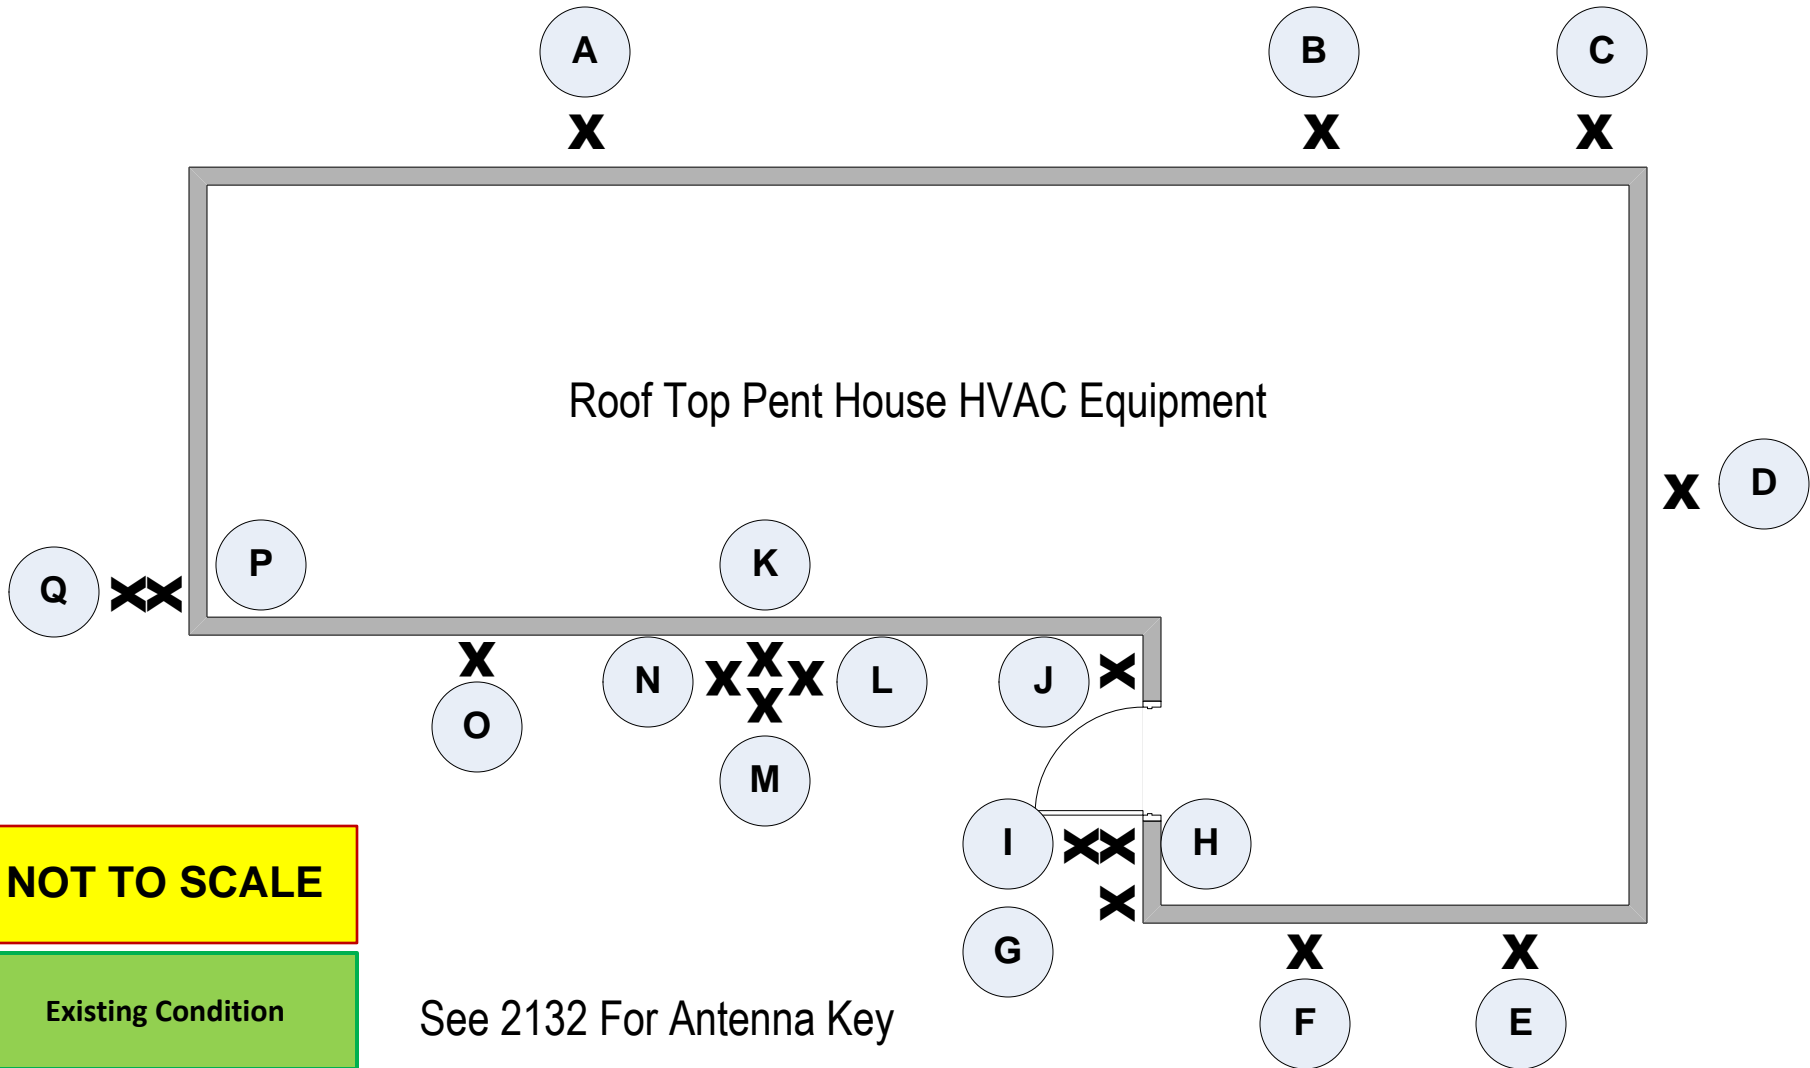 A
B
C
X
X
X
Roof Top Pent House HVAC Equipment
X
D
P
K
Q
X X
X
X
X
X
X
X
N
L
J
O
M
I
X X
H
X
G
NOT TO SCALE
X
X
Existing Condition
See 2132 For Antenna Key
F
E